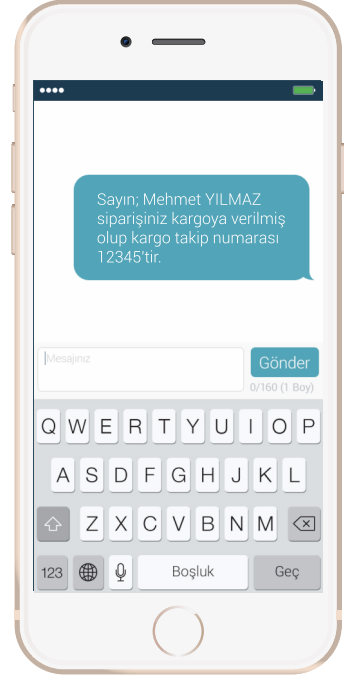 Sayın; Mehmet YILMAZ
siparişiniz kargoya verilmiş
olup kargo takip numarası
12345'tir.
Mesajınız
Gönder
0/160 (1 Boy)
Q W E R T Y U I O P
A S D F G H J K L
Z X C V B N M
123 Boşluk Geç